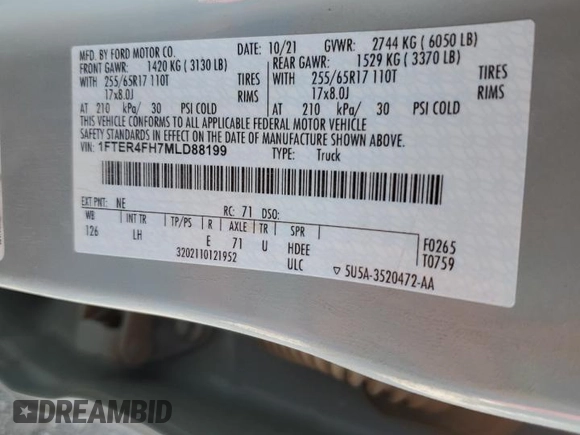 MFD. BY FORD MOTOR CO. DATE: 10/21 GVWR: 2744 KG ( 6050 LB)
FRONT GAWR: 1420 KG ( 3130 LB) REAR GAWR: 1529 KG ( 3370 LB)
WITH 255/65R17 110T TIRES WITH 255/65R17 110T TIRES
17x8.0J RIMS 17x8.0J RIMS
AT 210 kPa/ 30 PSI COLD AT 210 kPa/ 30 PSI COLD
THIS VEHICLE CONFORMS TO ALL APPLICABLE FEDERAL MOTOR VEHICLE
SAFETY STANDARDS IN EFFECT ON THE DATE OF MANUFACTURE SHOWN ABOVE.
VIN: 1FTER4FH7MLD88199 TYPE: Truck
EXT PNT: NE RC: 71 DSO:
WB INT TR TP/PS R AXLE TR SPR
126 LH E 71 U HDEE F0265
3202110121952 ULC T0759
▽ 5U5A-3520472-AA
DREAMBID